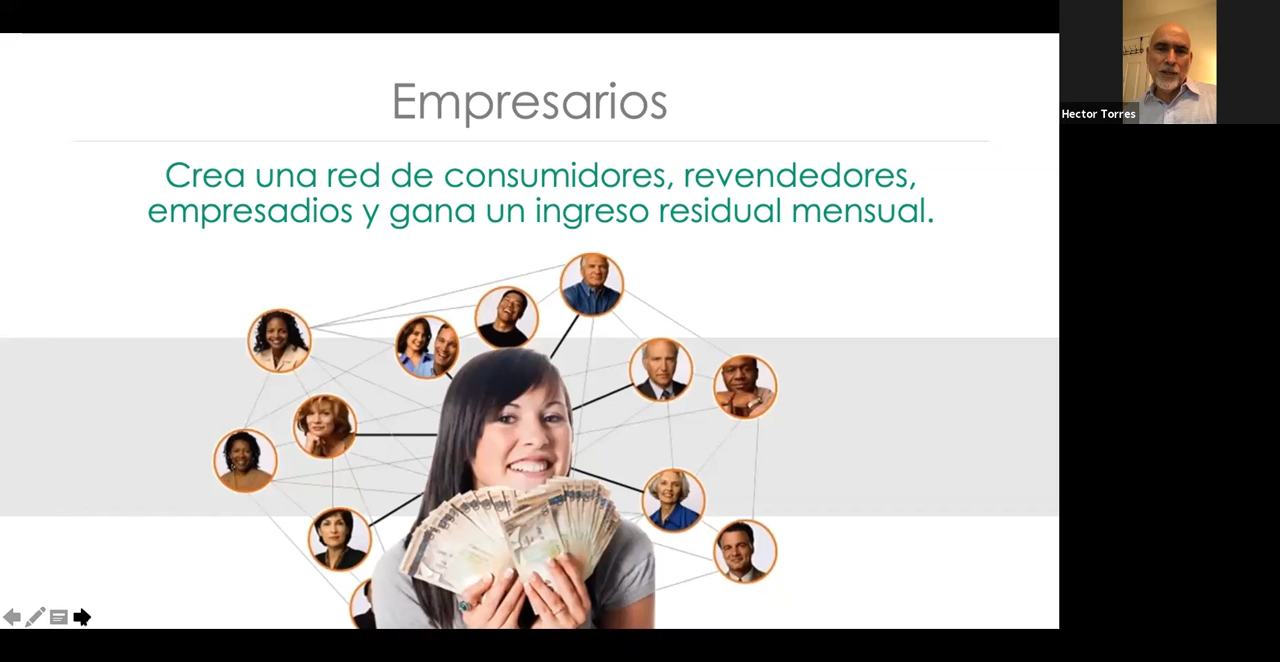 Empresarios
Crea una red de consumidores, revendedores,
empresadios y gana un ingreso residual mensual.
Hector Torres